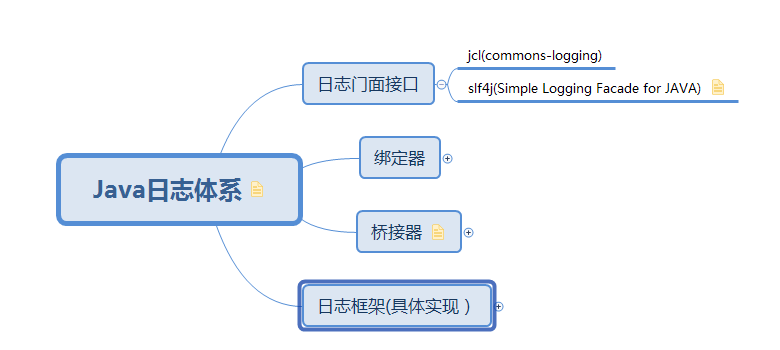 jcl(commons-logging)
日志门面接口
slf4j(Simple Logging Facade for JAVA)
绑定器
Java日志体系
桥接器
日志框架(具体实现 )